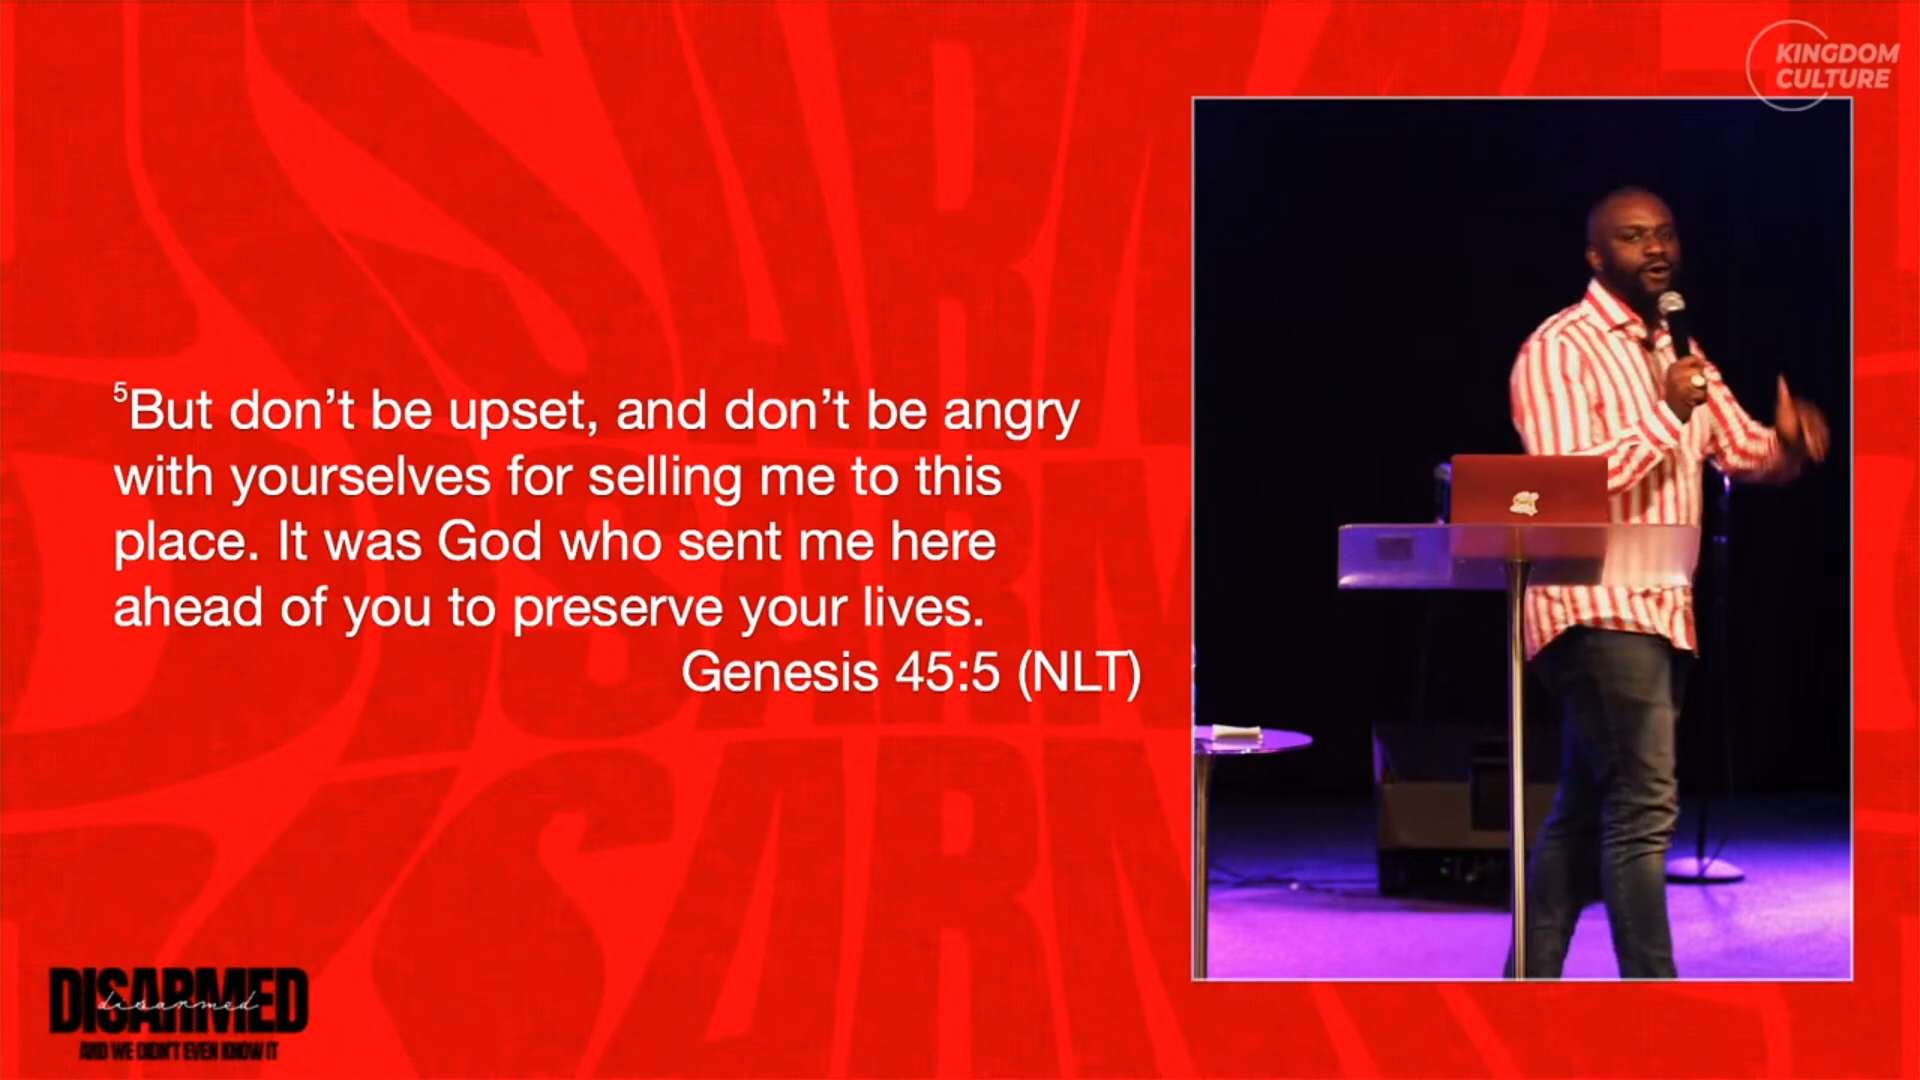 KINGDOM
CULTURE
⁵But don’t be upset, and don’t be angry
with yourselves for selling me to this
place. It was God who sent me here
ahead of you to preserve your lives.
Genesis 45:5 (NLT)
DISARMED
disarmed
AND WE DIDN'T EVEN KNOW IT